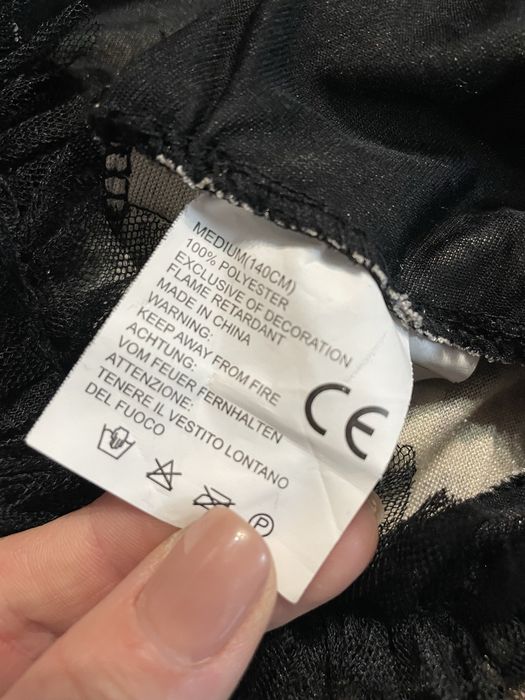 MEDIUM(140CM)
100% POLYESTER
EXCLUSIVE OF DECORATION
FLAME RETARDANT
MADE IN CHINA
WARNING:
KEEP AWAY FROM FIRE
ACHTUNG:
VOM FEUER FERNHALTEN
ATTENZIONE:
TENERE IL VESTITO LONTANO
DEL FUOCO
CE
P